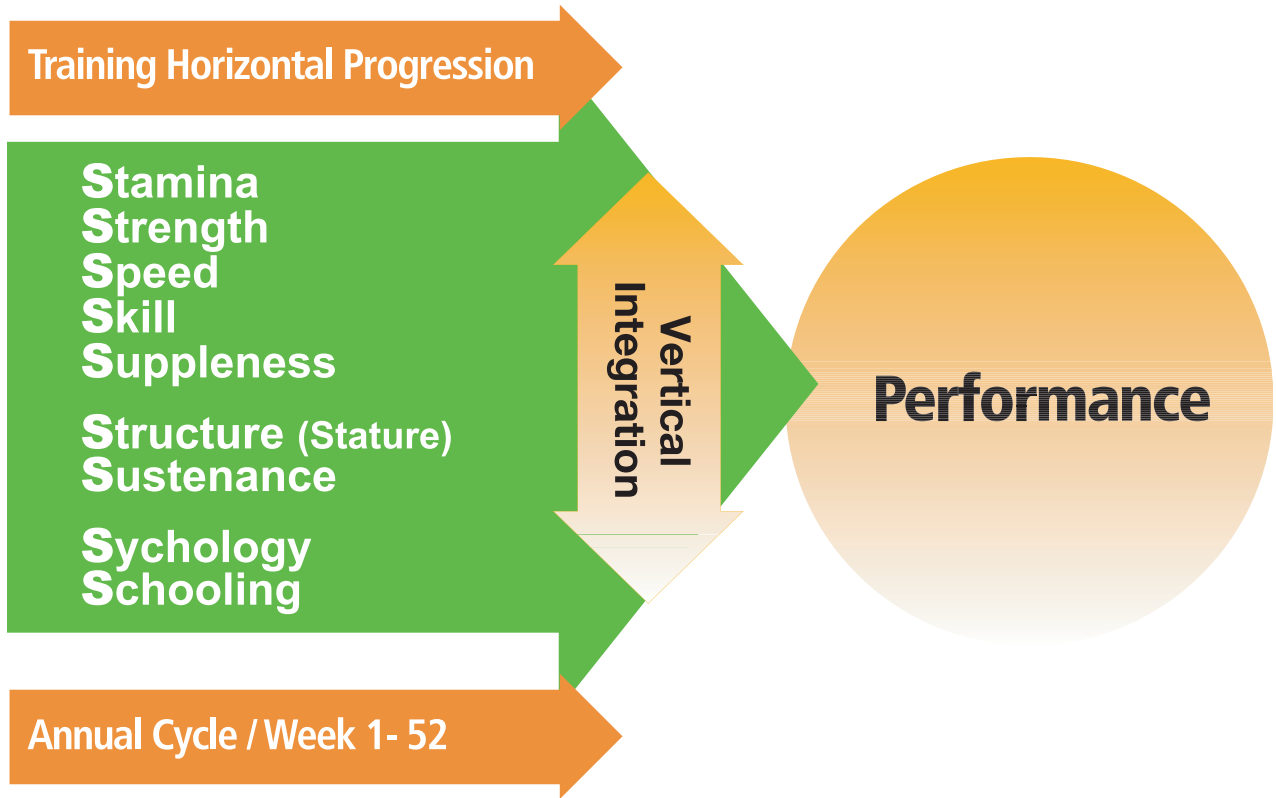 Training Horizontal Progression
Stamina
Strength
Speed
Skill
Suppleness
Structure (Stature)
Sustenance
Sychology
Schooling
Vertical
Integration
Performance
Annual Cycle / Week 1- 52